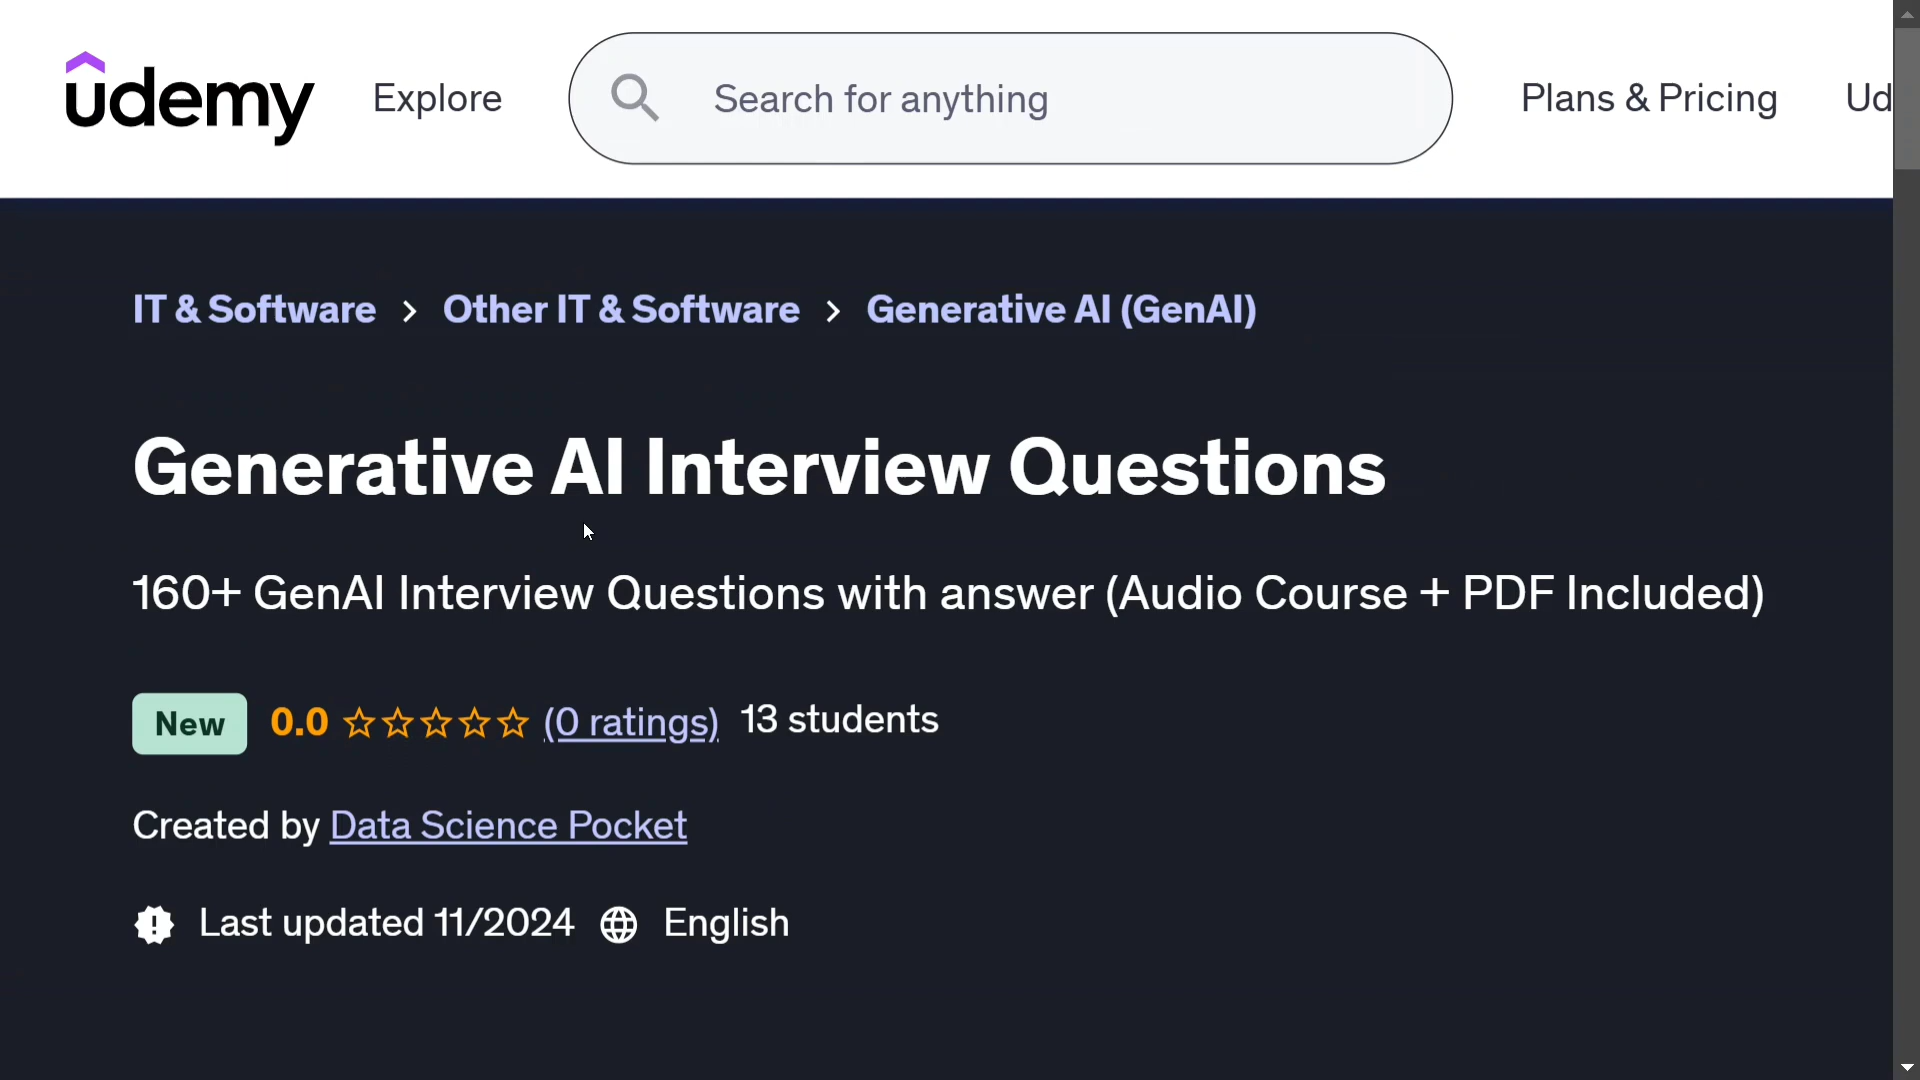 udemy Explore Search for anything Plans & Pricing Ud
IT & Software > Other IT & Software > Generative AI (GenAI)
Generative AI Interview Questions
160+ GenAI Interview Questions with answer (Audio Course + PDF Included)
New 0.0 (0 ratings) 13 students
Created by Data Science Pocket
Last updated 11/2024 English